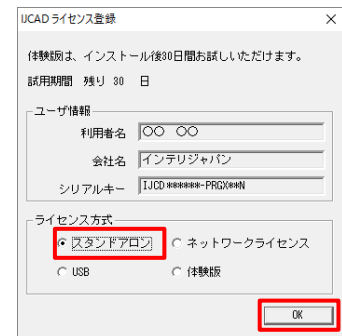 IJCAD ライセンス登録
体験版は、インストール後30日間お試しいただけます。
試用期間 残り 30 日
ユーザ情報
利用者名 〇〇 〇〇
会社名 インテリジャパン
シリアルキー IJCD******-PRGX**N
ライセンス方式
スタンドアロン ネットワークライセンス
USB 体験版
OK